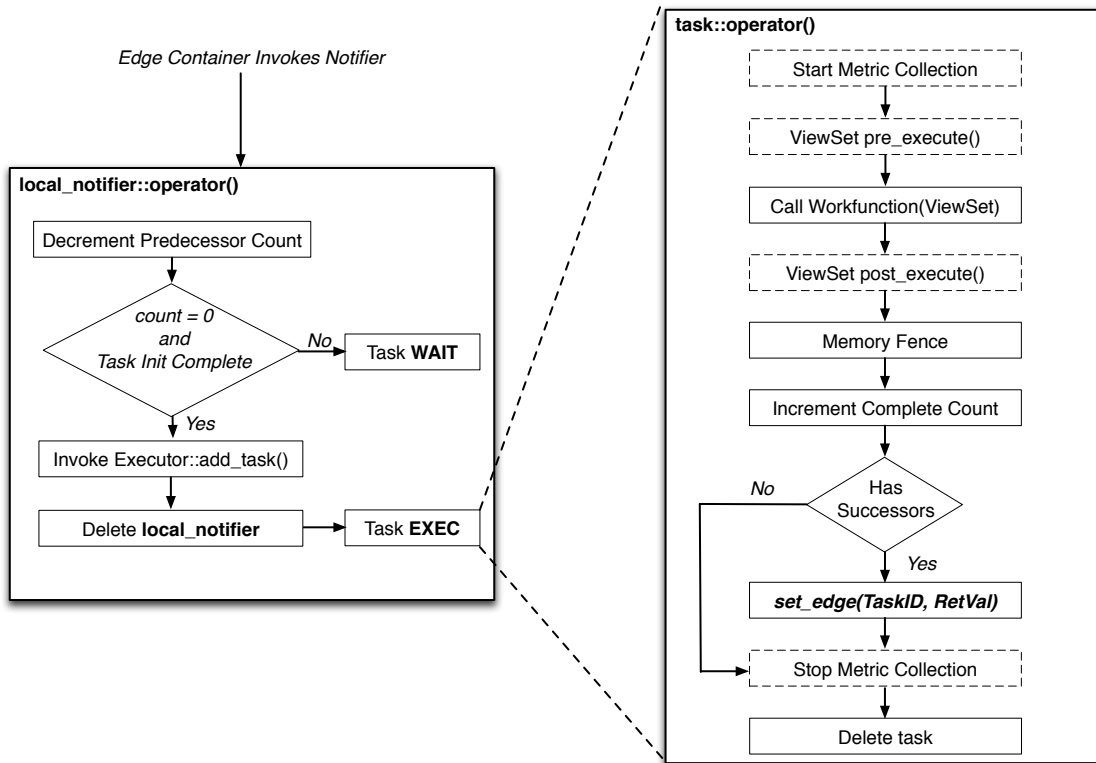 Edge Container Invokes Notifier
local_notifier::operator()
Decrement Predecessor Count
count = 0
and
Task Init Complete
No
Task WAIT
Yes
Invoke Executor::add_task()
Delete local_notifier
Task EXEC
task::operator()
Start Metric Collection
ViewSet pre_execute()
Call Workfunction(ViewSet)
ViewSet post_execute()
Memory Fence
Increment Complete Count
Has
Successors
No
Yes
set_edge(TaskID, RetVal)
Stop Metric Collection
Delete task